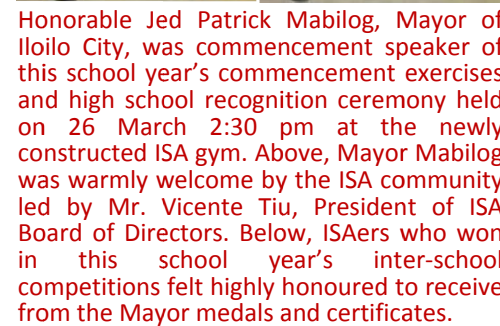 Honorable Jed Patrick Mabilog, Mayor of
Iloilo City, was commencement speaker of
this school year’s commencement exercises
and high school recognition ceremony held
on 26 March 2:30 pm at the newly
constructed ISA gym. Above, Mayor Mabilog
was warmly welcome by the ISA community
led by Mr. Vicente Tiu, President of ISA
Board of Directors. Below, ISAers who won
in this school year’s inter-school
competitions felt highly honoured to receive
from the Mayor medals and certificates.